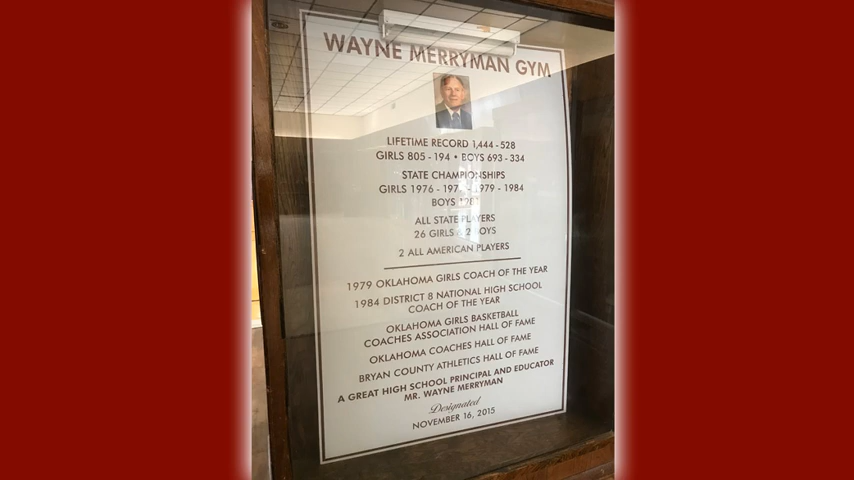 WAYNE MERRYMAN GYM
LIFETIME RECORD 1,444 - 528
GIRLS 805 - 194 • BOYS 693 - 334
STATE CHAMPIONSHIPS
GIRLS 1976 - - 1979 - 1984
BOYS
ALL STATE PLAYERS
26 GIRLS 2 BOYS
2 ALL AMERICAN PLAYERS
1979 OKLAHOMA GIRLS COACH OF THE YEAR
1984 DISTRICT 8 NATIONAL HIGH SCHOOL
COACH OF THE YEAR
OKLAHOMA GIRLS BASKETBALL
COACHES ASSOCIATION HALL OF FAME
OKLAHOMA COACHES HALL OF FAME
BRYAN COUNTY ATHLETICS HALL OF FAME
A GREAT HIGH SCHOOL PRINCIPAL AND EDUCATOR
MR. WAYNE MERRYMAN
Designated
NOVEMBER 16, 2015